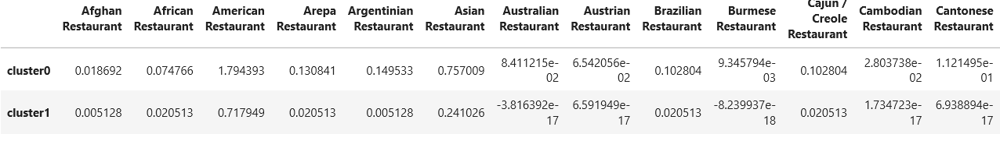 Afghan Restaurant African Restaurant American Restaurant Arepa Restaurant Argentinian Restaurant Asian Restaurant Australian Restaurant Austrian Restaurant Brazilian Restaurant Burmese Restaurant Cajun / Creole Restaurant Cambodian Restaurant Cantonese Restaurant
cluster0 0.018692 0.074766 1.794393 0.130841 0.149533 0.757009 8.411215e-02 6.542056e-02 0.102804 9.345794e-03 0.102804 2.803738e-02 1.121495e-01
cluster1 0.005128 0.020513 0.717949 0.020513 0.005128 0.241026 -3.816392e-17 6.591949e-17 0.020513 -8.239937e-18 0.020513 1.734723e-17 6.938894e-17